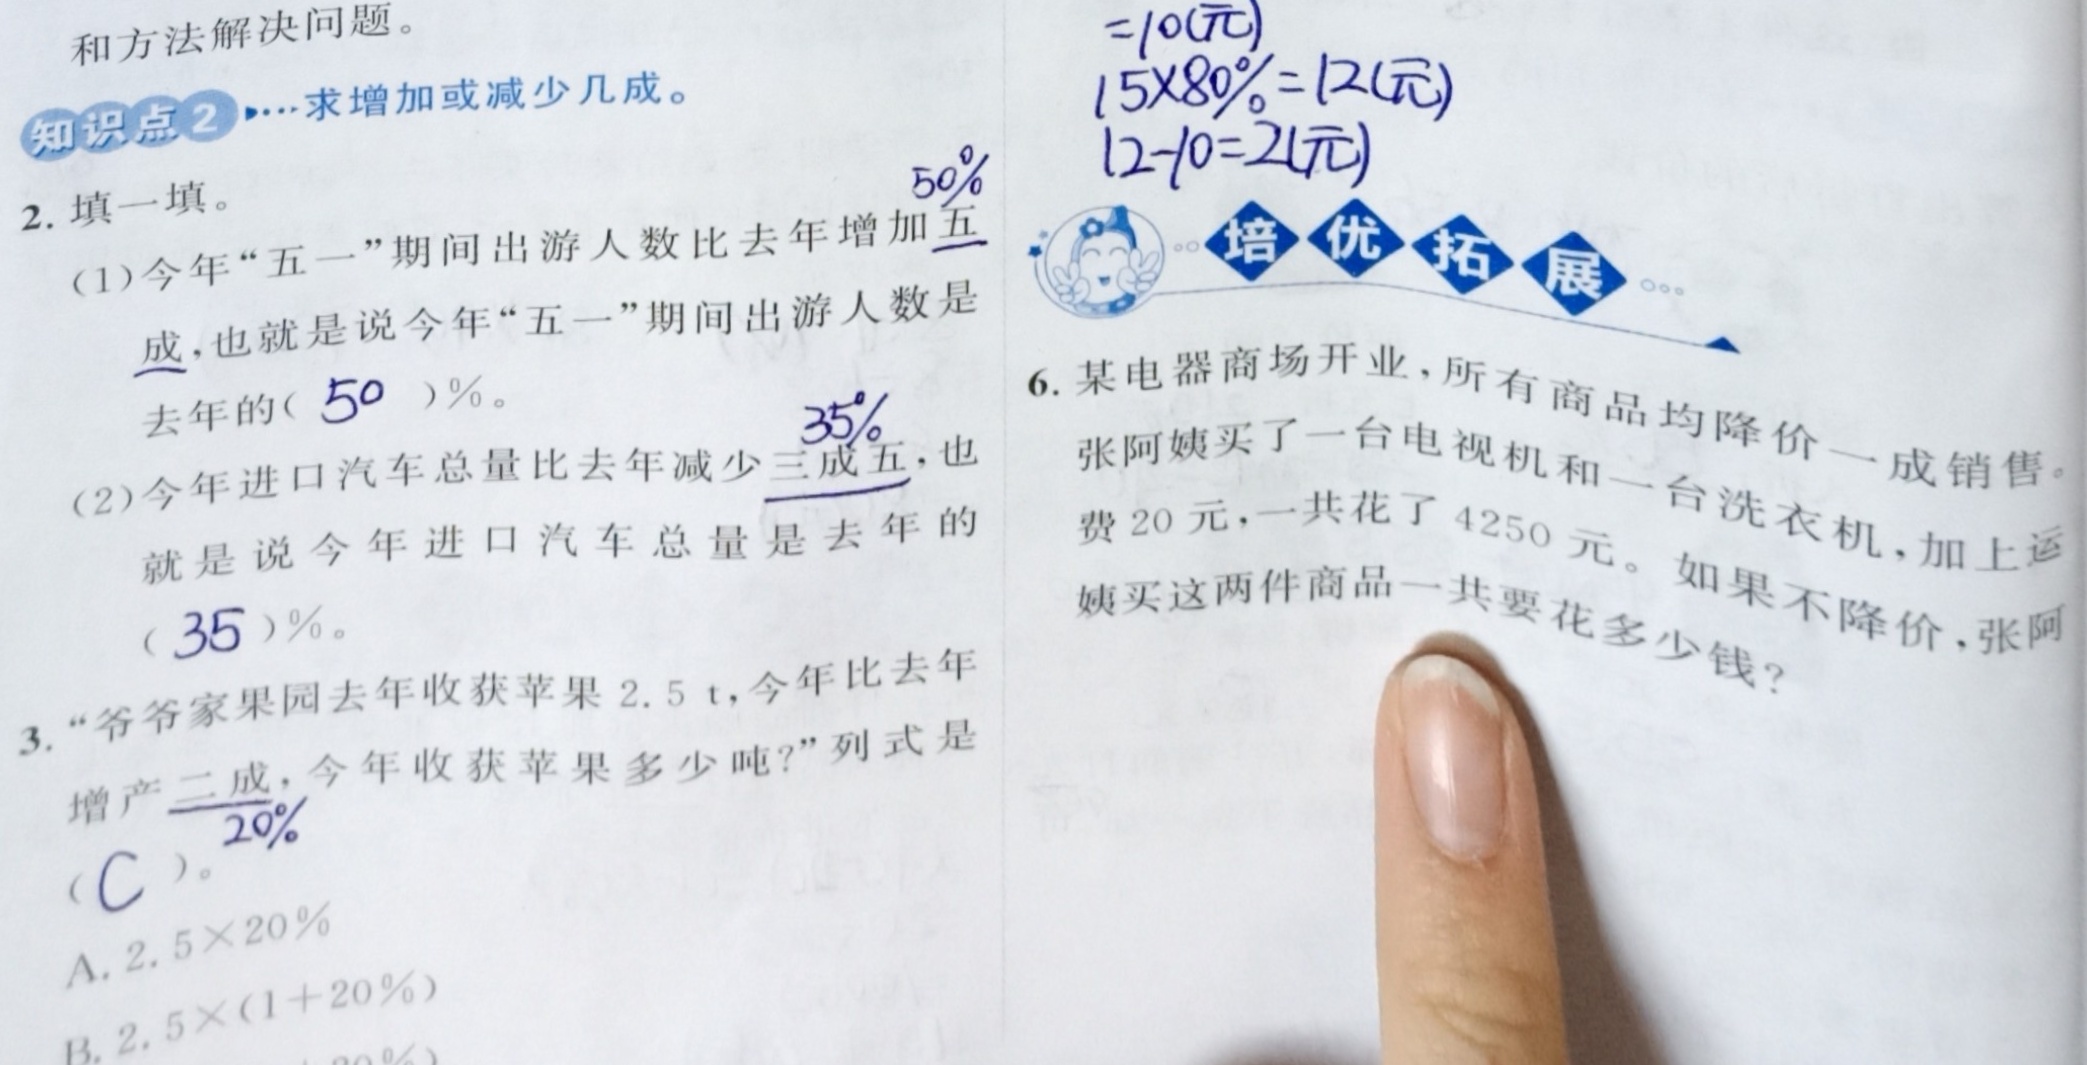 和方法解决问题。
知识点2 ····求增加或减少几成。
2. 填一填。
50%
(1)今年“五一”期间出游人数比去年增加五
成,也就是说今年“五一”期间出游人数是
去年的( 50 )%。
35%
(2)今年进口汽车总量比去年减少三成五,也
就是说今年进口汽车总量是去年的
( 35 )%。
3. “爷爷家果园去年收获苹果 2.5 t,今年比去年
增产二成,今年收获苹果多少吨?”列式是
20%
( C )。
A. 2.5×20%
B. 2.5×(1+20%)
=10(元)
15×80%=12(元)
12-10=2(元)
培优拓展
6. 某电器商场开业,所有商品均降价一成销售。
张阿姨买了一台电视机和一台洗衣机,加上运
费 20 元,一共花了 4250 元。如果不降价,张阿
姨买这两件商品一共要花多少钱?